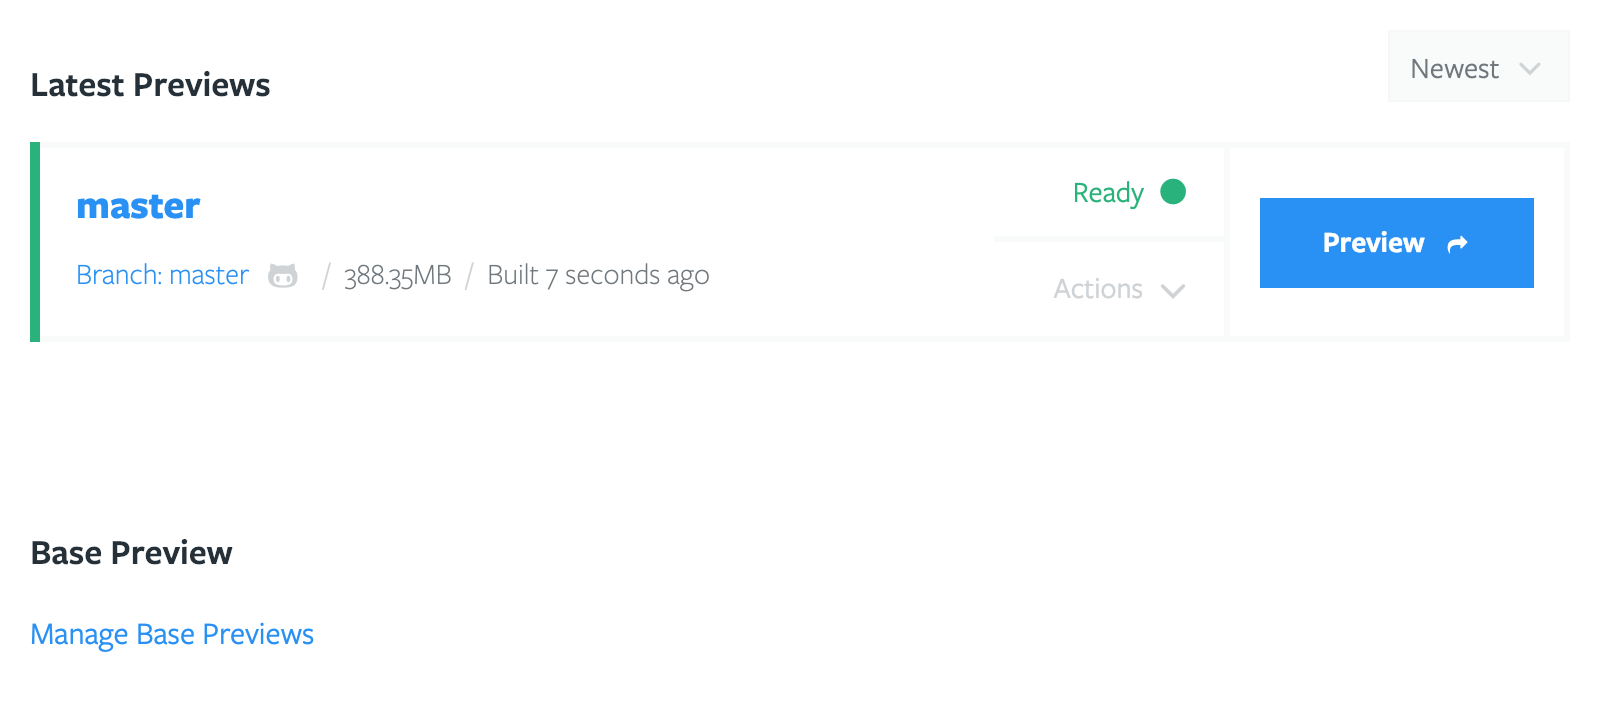 Newest
Latest Previews
master
Ready
Branch: master / 388.35MB / Built 7 seconds ago
Actions
Preview
Base Preview
Manage Base Previews